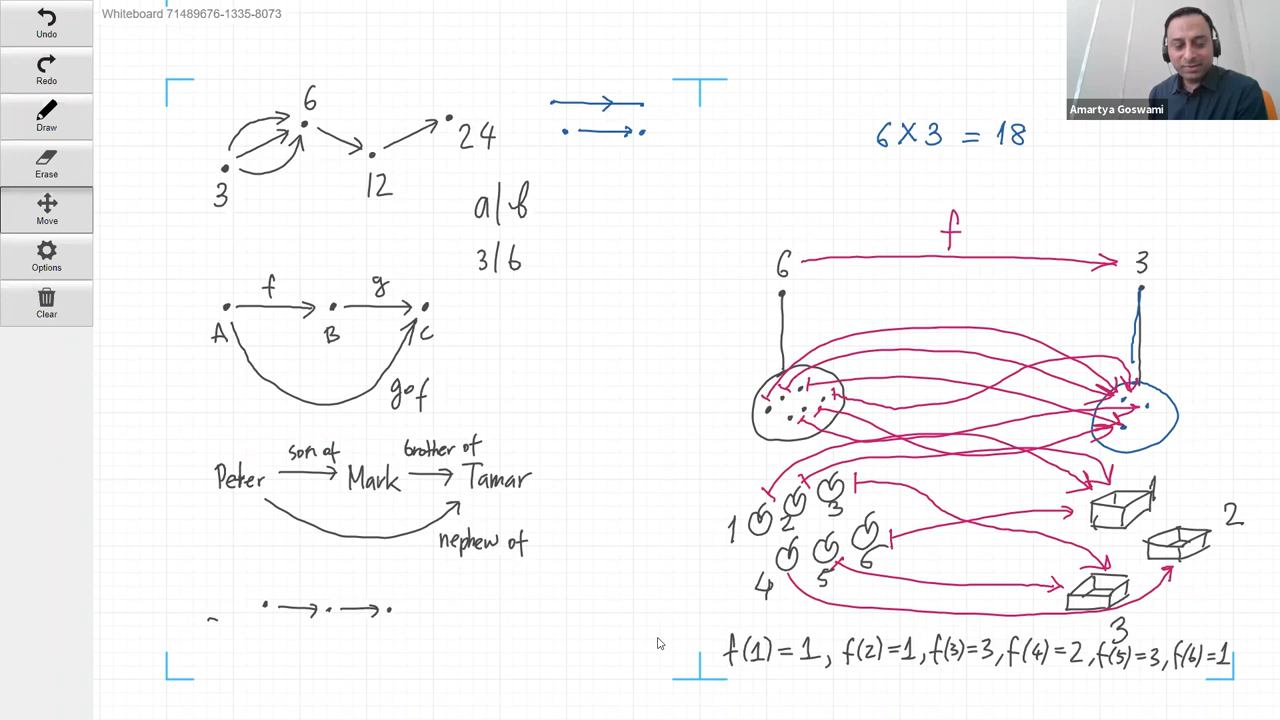 Whiteboard 71489676-1335-8073
Undo
Redo
Draw
Erase
Move
Options
Clear
Amartya Goswami
6
3
12
24
a|b
3|6
f g
A B C
g∘f
son of brother of
Peter Mark Tamar
nephew of
6 X 3 = 18
f
6 3
1 2 3
4 5 6
1
2
3
f(1) = 1, f(2) = 1, f(3) = 3, f(4) = 2, f(5) = 3, f(6) = 1